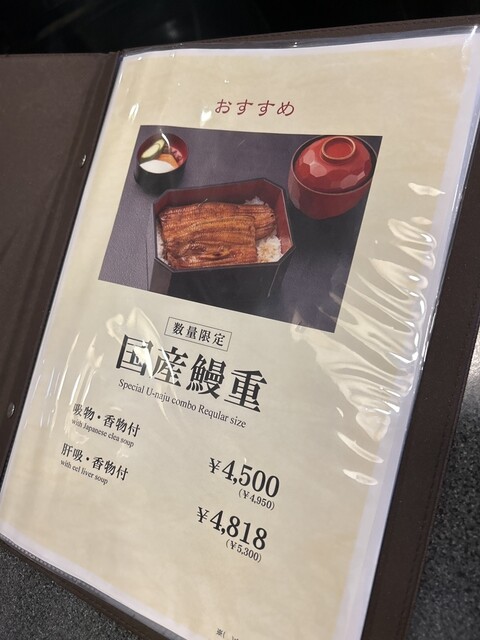 おすすめ
数量限定
国産鰻重
Special U-naju combo Reqular size
吸物・香物付
with Japanese clea soup
¥4,500
(¥4,950)
肝吸・香物付
with eel liver soup
¥4,818
(¥5,300)